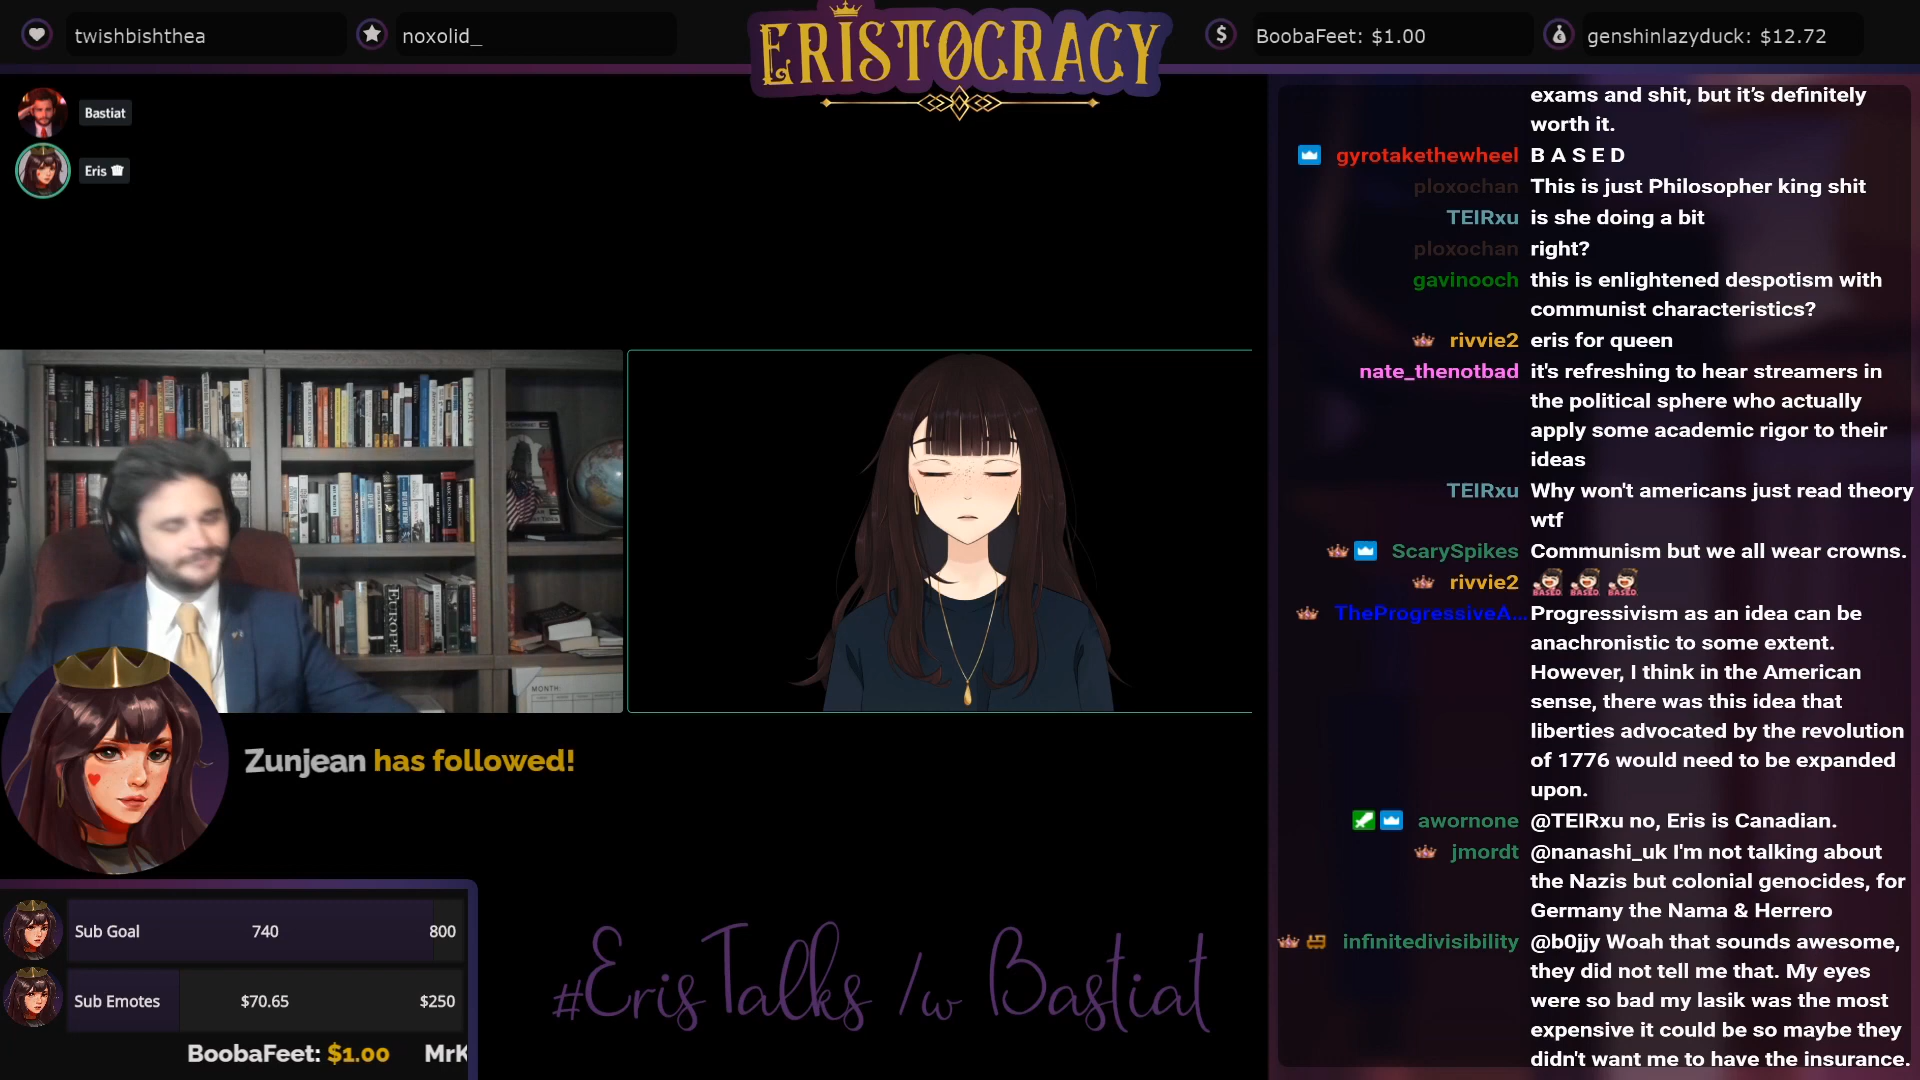 twishbishthea
noxolid_
ERISTOCRACY
BoobaFeet: $1.00
genshinlazyduck: $12.72
Bastiat
Eris
EUROPE:
MONTH:
Zunjean has followed!
Sub Goal 740 800
Sub Emotes $70.65 $250
BoobaFeet: $1.00 MrK
#ErisTalks /w Bastiat
exams and shit, but it’s definitely
worth it.
gyrotakethewheel B A S E D
ploxochan This is just Philosopher king shit
TEIRxu is she doing a bit
ploxochan right?
gavinooch this is enlightened despotism with
communist characteristics?
rivvie2 eris for queen
nate_thenotbad it's refreshing to hear streamers in
the political sphere who actually
apply some academic rigor to their
ideas
TEIRxu Why won't americans just read theory
wtf
ScarySpikes Communism but we all wear crowns.
rivvie2 BASED BASED BASED
TheProgressiveA... Progressivism as an idea can be
anachronistic to some extent.
However, I think in the American
sense, there was this idea that
liberties advocated by the revolution
of 1776 would need to be expanded
upon.
awornone @TEIRxu no, Eris is Canadian.
jmordt @nanashi_uk I'm not talking about
the Nazis but colonial genocides, for
Germany the Nama & Herrero
infinitedivisibility @b0jjy Woah that sounds awesome,
they did not tell me that. My eyes
were so bad my lasik was the most
expensive it could be so maybe they
didn't want me to have the insurance.